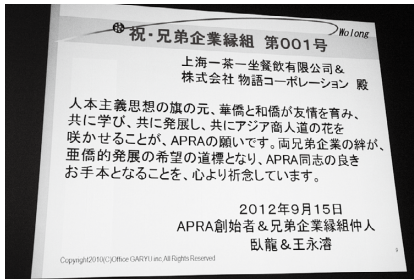 祝・兄弟企業縁組 第001号
Wolong
上海一茶一坐餐飲有限公司&
株式会社 物語コーポレーション 殿
人本主義思想の旗の元、華僑と和僑が友情を育み、
共に学び、共に発展し、共にアジア商人道の花を
咲かせることが、APRAの願いです。両兄弟企業の絆が、
亜僑的発展の希望の道標となり、APRA同志の良き
お手本となることを、心より祈念しています。
2012年9月15日
APRA創始者&兄弟企業縁組仲人
臥龍&王永濬
Copyright2010(C)Office GARYU inc,All Rights Reserved